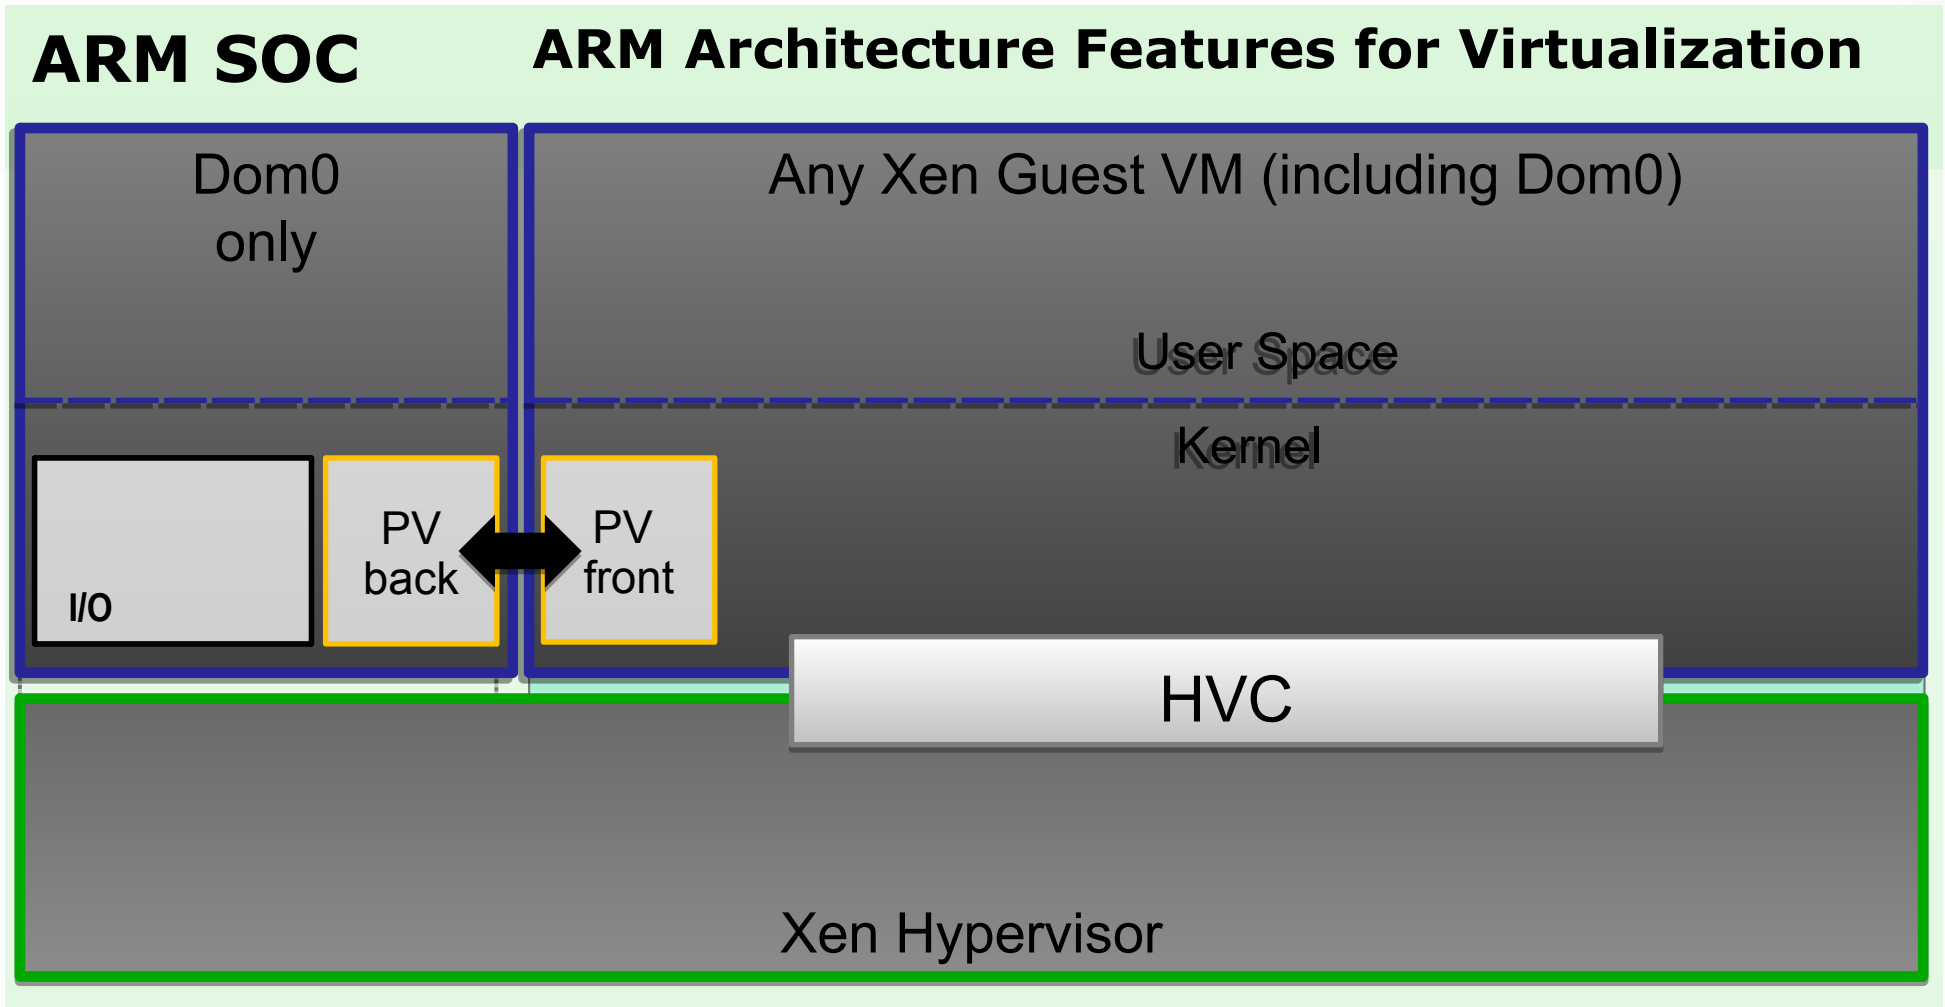 ARM SOC
ARM Architecture Features for Virtualization
Dom0
only
Any Xen Guest VM (including Dom0)
User Space
Kernel
I/O
PV
back
PV
front
HVC
Xen Hypervisor